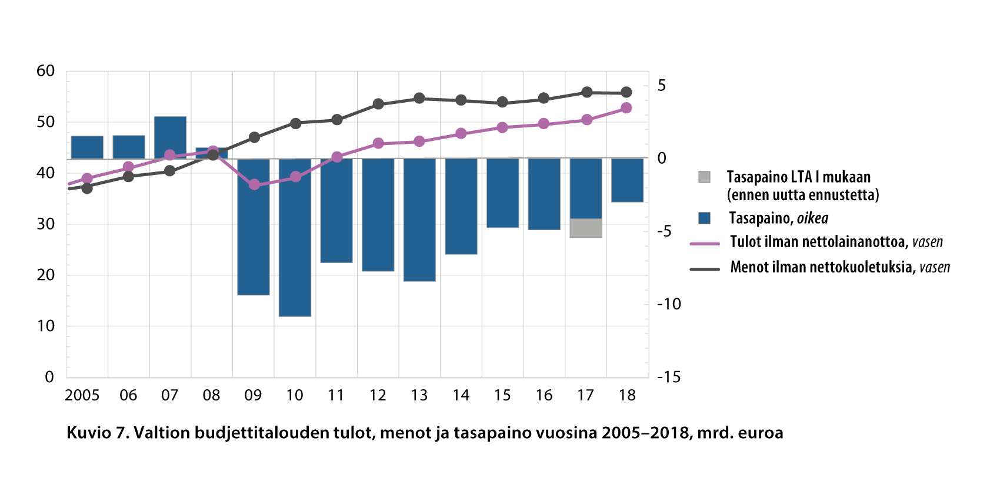 60
50
40
30
20
10
0
5
0
-5
-10
-15
2005 06 07 08 09 10 11 12 13 14 15 16 17 18
Tasapaino LTA I mukaan
(ennen uutta ennustetta)
Tasapaino, oikea
Tulot ilman nettolainanottoa, vasen
Menot ilman nettokuoletuksia, vasen
Kuvio 7. Valtion budjettitalouden tulot, menot ja tasapaino vuosina 2005–2018, mrd. euroa